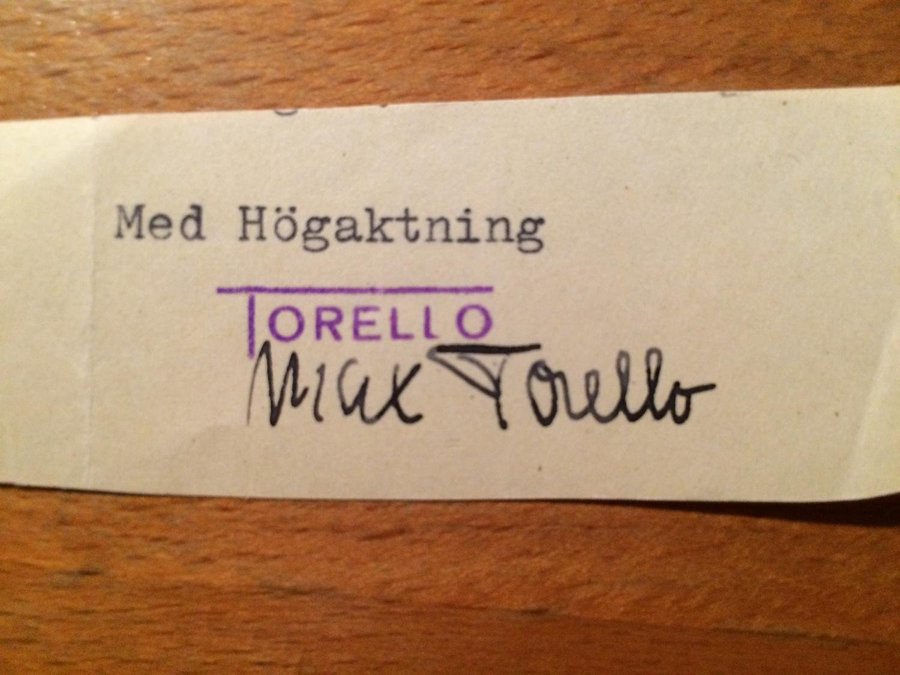 Med Högaktning
TORELLO
Max Torello